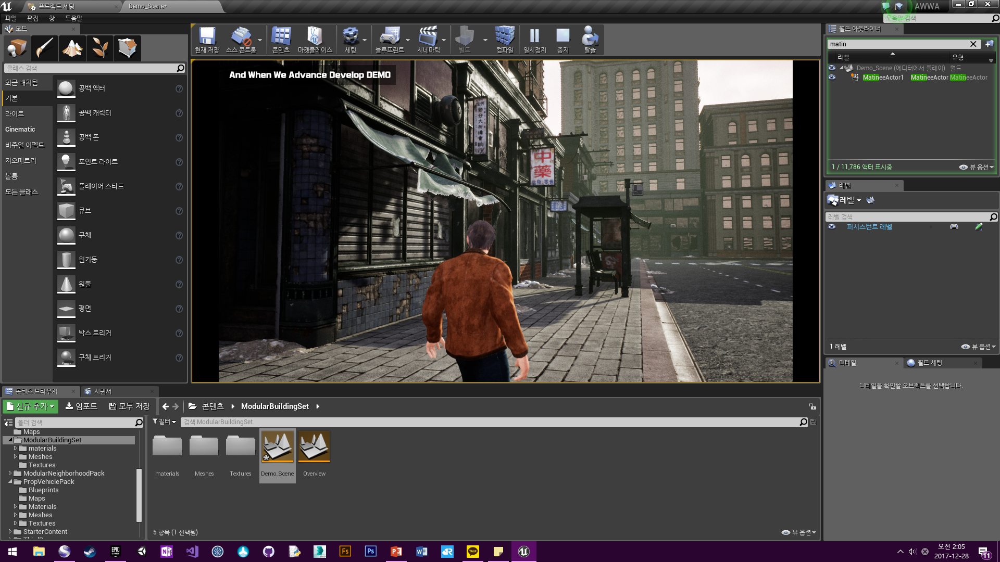 프로젝트 세팅
Demo_Scene*
AWWA
파일 편집 창 도움말
도움말 검색
모드
현재 저장
소스 콘트롤
콘텐츠
마켓플레이스
세팅
블루프린트
시네마틱
빌드
컴파일
일시정지
중지
탈출
클래스 검색
최근 배치됨
기본
라이트
Cinematic
비주얼 이펙트
지오메트리
볼륨
모든 클래스
공백 액터
공백 캐릭터
공백 폰
포인트 라이트
플레이어 스타트
큐브
구체
원기둥
원뿔
평면
박스 트리거
구체 트리거
And When We Advance Develop DEMO
中
藥
批發 零售
월드 아웃라이너
matin
라벨
유형
Demo_Scene (에디터에서 플레이) 월드
MatineeActor1 MatineeActor MatineeActor
1 / 11,786 액터 표시중
뷰 옵션
레벨
레벨
레벨 검색
퍼시스턴트 레벨
1 레벨
뷰 옵션
디테일
월드 세팅
디테일을 확인할 오브젝트를 선택합니다.
콘텐츠 브라우저
시퀀서
신규 추가
임포트
모두 저장
콘텐츠
ModularBuildingSet
폴더 검색
필터
검색 ModularBuildingSet
Maps
ModularBuildingSet
materials
Meshes
Textures
ModularNeighborhoodPack
PropVehiclePack
Blueprints
Maps
Materials
Meshes
Textures
StarterContent
materials
Meshes
Textures
Demo_Scene
Overview
5 항목 (1 선택됨)
뷰 옵션
EPIC GAMES
Fs
Ps
TALK
오전 2:05
2017-12-28
11